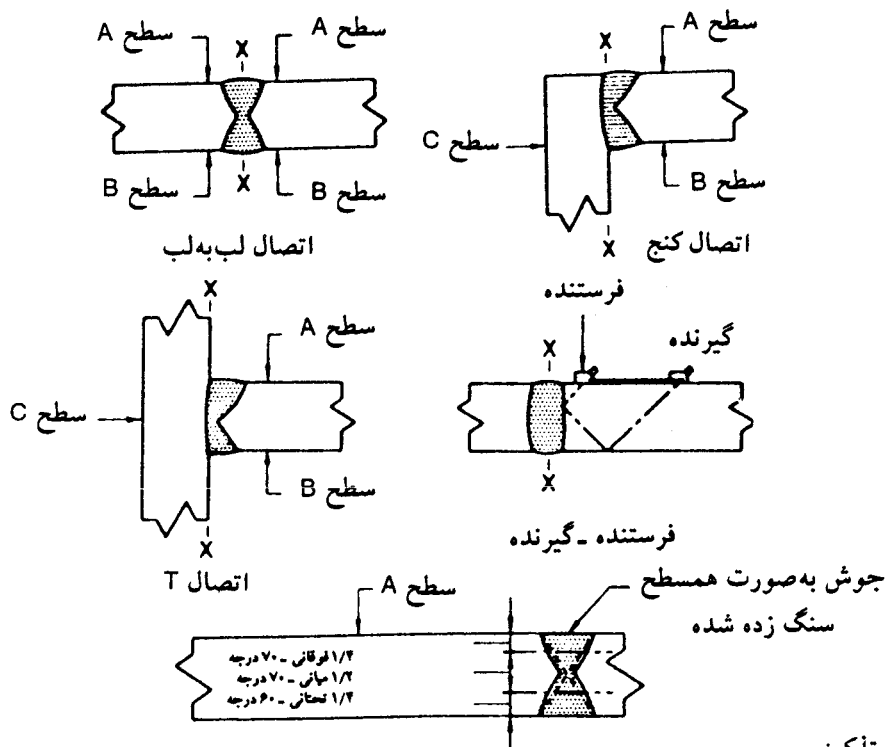 سطح A
X
سطح A
سطح B
X
سطح B
اتصال لب‌به‌لب
X
سطح A
سطح C
سطح B
X
اتصال کنج
X
سطح A
سطح C
سطح B
X
اتصال T
فرستنده
گیرنده
X
X
فرستنده - گیرنده
سطح A
جوش به‌صورت همسطح
سنگ زده شده
۱/۴ فوقانی - ۷۰ درجه
۱/۲ میانی - ۷۰ درجه
۱/۴ تحتانی - ۶۰ درجه